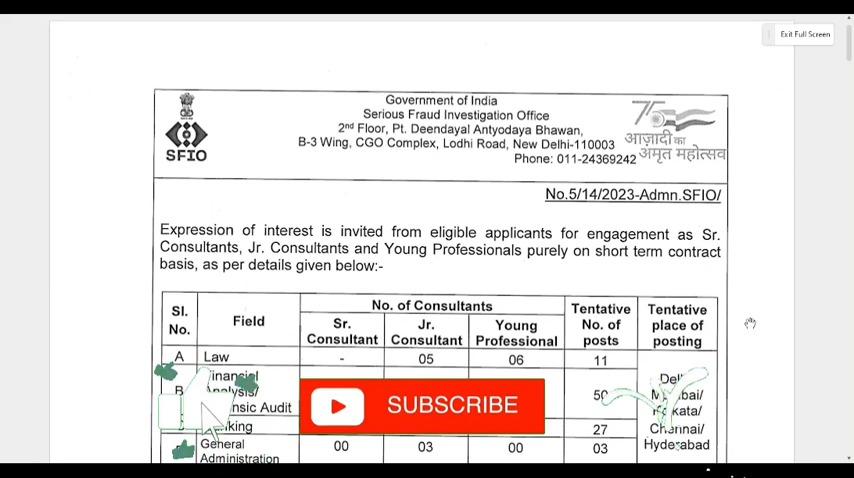 Exit Full Screen
Government of India
Serious Fraud Investigation Office
2nd Floor, Pt. Deendayal Antyodaya Bhawan,
B-3 Wing, CGO Complex, Lodhi Road, New Delhi-110003
Phone: 011-24369242
SFIO
75
आज़ादी का
अमृत महोत्सव
No.5/14/2023-Admn.SFIO/
Expression of interest is invited from eligible applicants for engagement as Sr.
Consultants, Jr. Consultants and Young Professionals purely on short term contract
basis, as per details given below:-
Sl. No. Field No. of Consultants Tentative No. of posts Tentative place of posting
Sr. Consultant Jr. Consultant Young Professional
A Law - 05 06 11
B Financial Analysis/ Audit 50
27
General Administration 00 03 00 03
Chennai/
Hyderabad
SUBSCRIBE